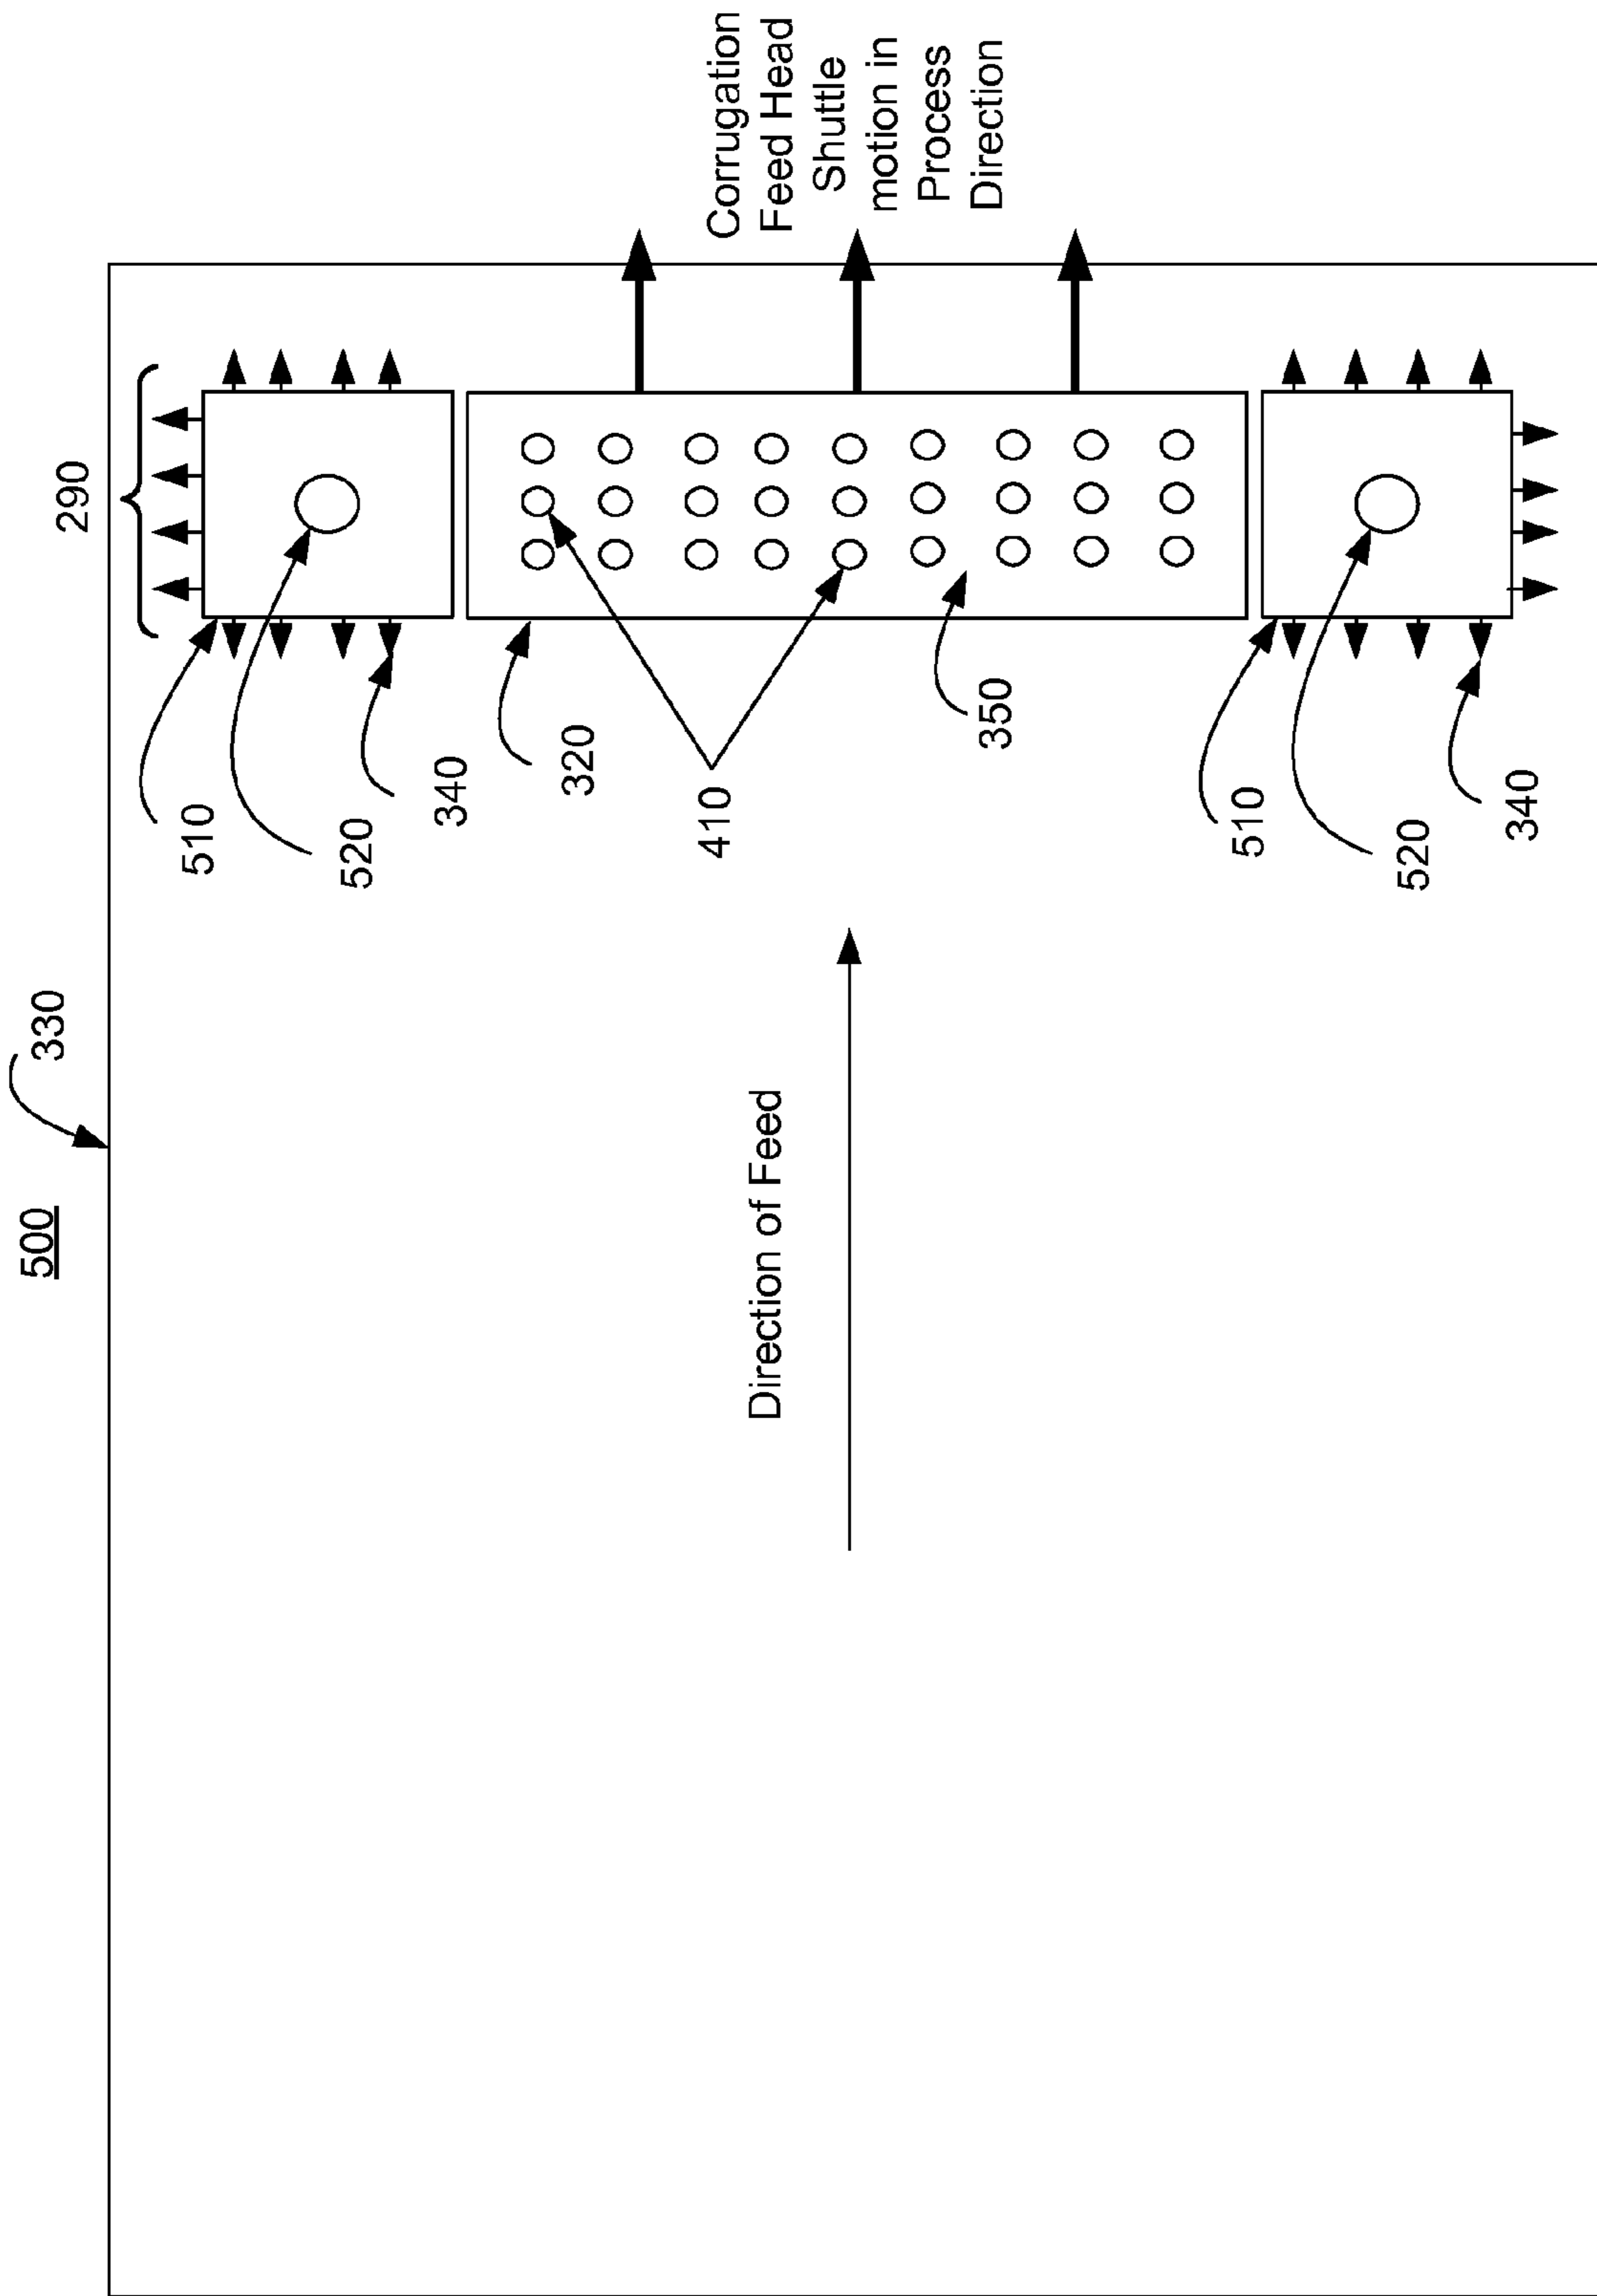 500
330
290
510
520
340
320
410
350
510
520
340
Direction of Feed
Corrugation
Feed Head
Shuttle
motion in
Process
Direction